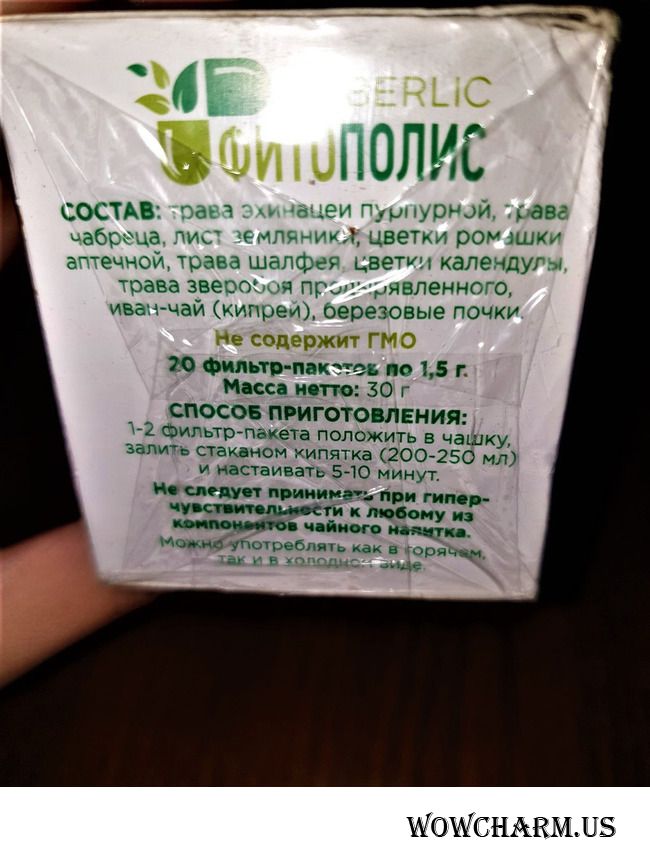 BERLIC
ФИТОПОЛИС
СОСТАВ: трава эхинацеи пурпурной, трава
чабреца, лист земляники, цветки ромашки
аптечной, трава шалфея, цветки календулы,
трава зверобоя продырявленного,
иван-чай (кипрей), березовые почки.
Не содержит ГМО
20 фильтр-пакетов по 1,5 г.
Масса нетто: 30 г
СПОСОБ ПРИГОТОВЛЕНИЯ:
1-2 фильтр-пакета положить в чашку,
залить стаканом кипятка (200-250 мл)
и настаивать 5-10 минут.
Не следует принимать при гипер-
чувствительности к любому из
компонентов чайного напитка.
Можно употреблять как в горячем,
так и в холодном виде.
WOWCHARM.US